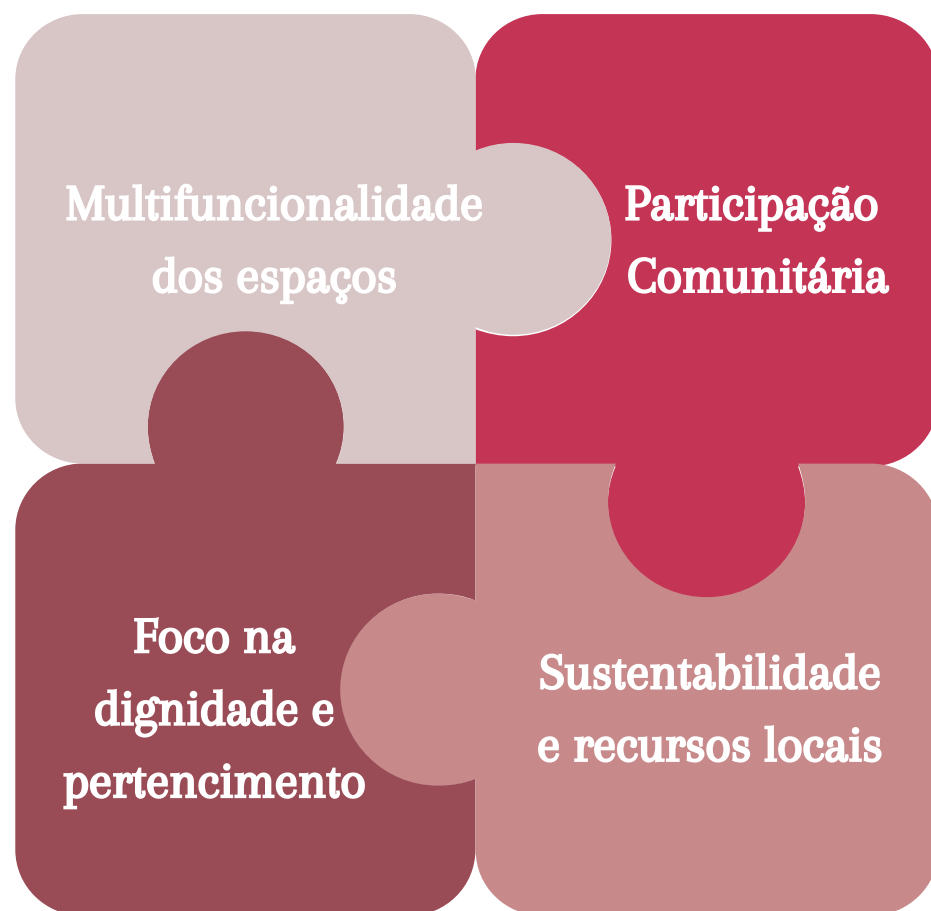 Multifuncionalidade
dos espaços
Participação
Comunitária
Foco na
dignidade e
pertencimento
Sustentabilidade
e recursos locais